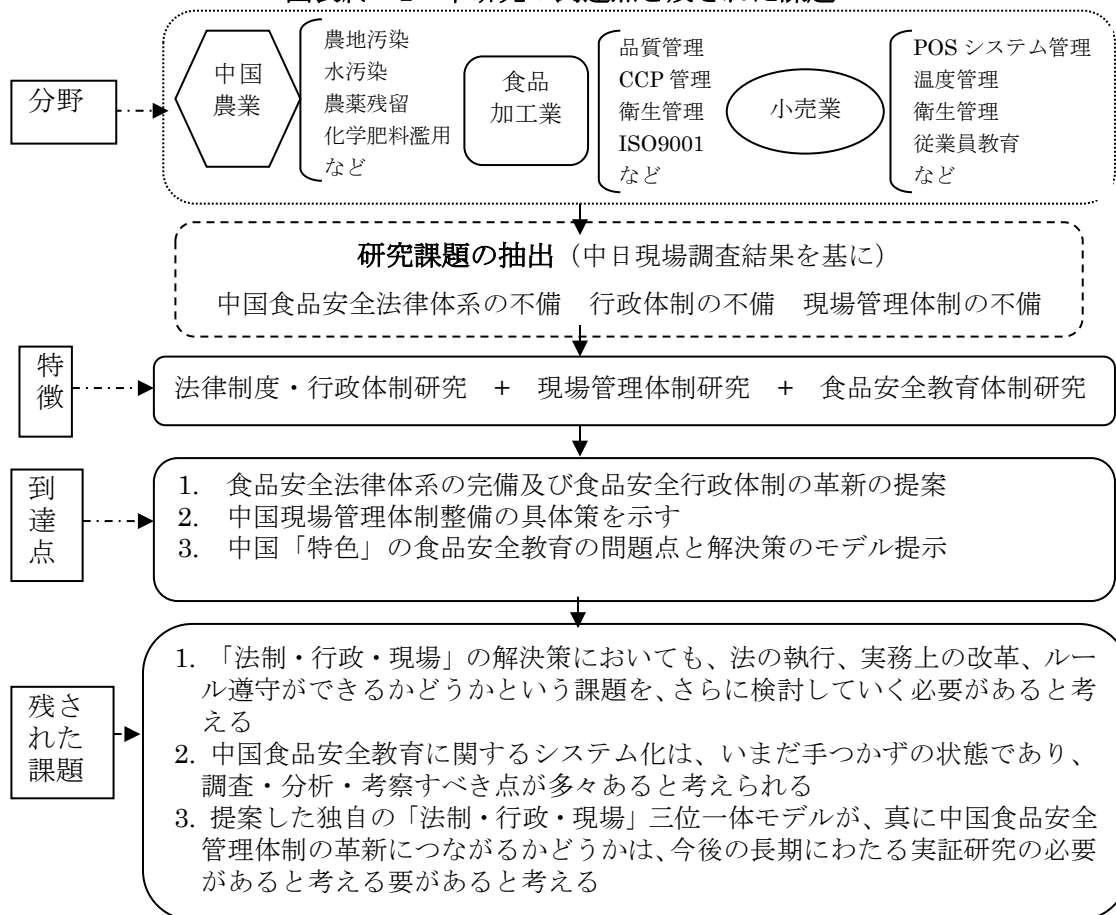 本研究の到達点と残された課題
分野
中国
農業
農地汚染
水汚染
農薬残留
化学肥料濫用
など
食品
加工業
品質管理
CCP 管理
衛生管理
ISO9001
など
小売業
POS システム管理
温度管理
衛生管理
従業員教育
など
研究課題の抽出（中日現場調査結果を基に）
中国食品安全法律体系の不備 行政体制の不備 現場管理体制の不備
特
徴
法律制度・行政体制研究 + 現場管理体制研究 + 食品安全教育体制研究
到
達
点
1. 食品安全法律体系の完備及び食品安全行政体制の革新の提案
2. 中国現場管理体制整備の具体策を示す
3. 中国「特色」の食品安全教育の問題点と解決策のモデル提示
残さ
れた
課題
1. 「法制・行政・現場」の解決策においても、法の執行、実務上の改革、ルー
ル遵守ができるかどうかという課題を、さらに検討していく必要があると考
える
2. 中国食品安全教育に関するシステム化は、いまだ手つかずの状態であり、
調査・分析・考察すべき点が多々あると考えられる
3. 提案した独自の「法制・行政・現場」三位一体モデルが、真に中国食品安全
管理体制の革新につながるかどうかは、今後の長期にわたる実証研究の必要
があると考える要があると考える